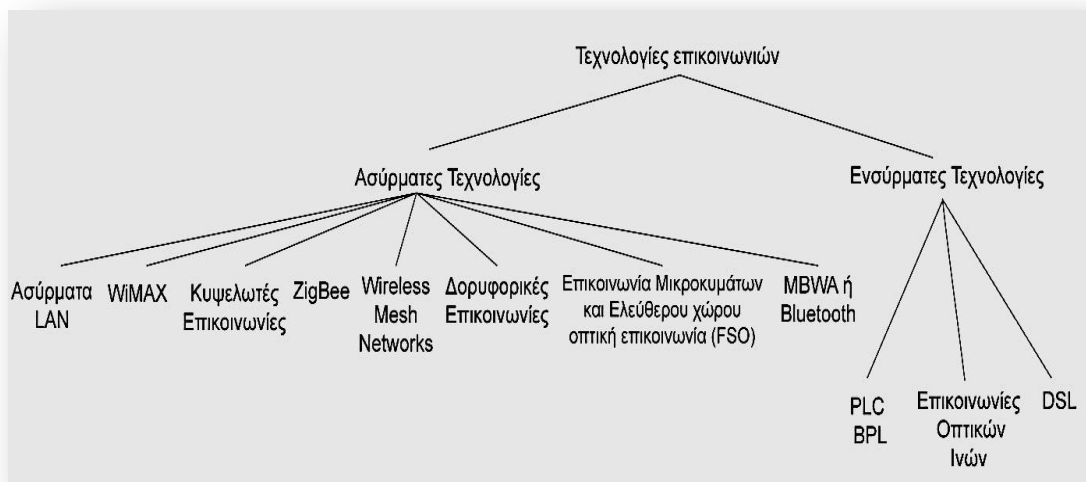 Τεχνολογίες επικοινωνιών
Ασύρματες Τεχνολογίες
Ενσύρματες Τεχνολογίες
Ασύρματα
LAN
WiMAX
Κυψελωτές
Επικοινωνίες
ZigBee
Wireless
Mesh
Networks
Δορυφορικές
Επικοινωνίες
Επικοινωνία Μικροκυμάτων
και Ελεύθερου χώρου
οπτική επικοινωνία (FSO)
MBWA ή
Bluetooth
PLC
BPL
Επικοινωνίες
Οπτικών
Ινών
DSL